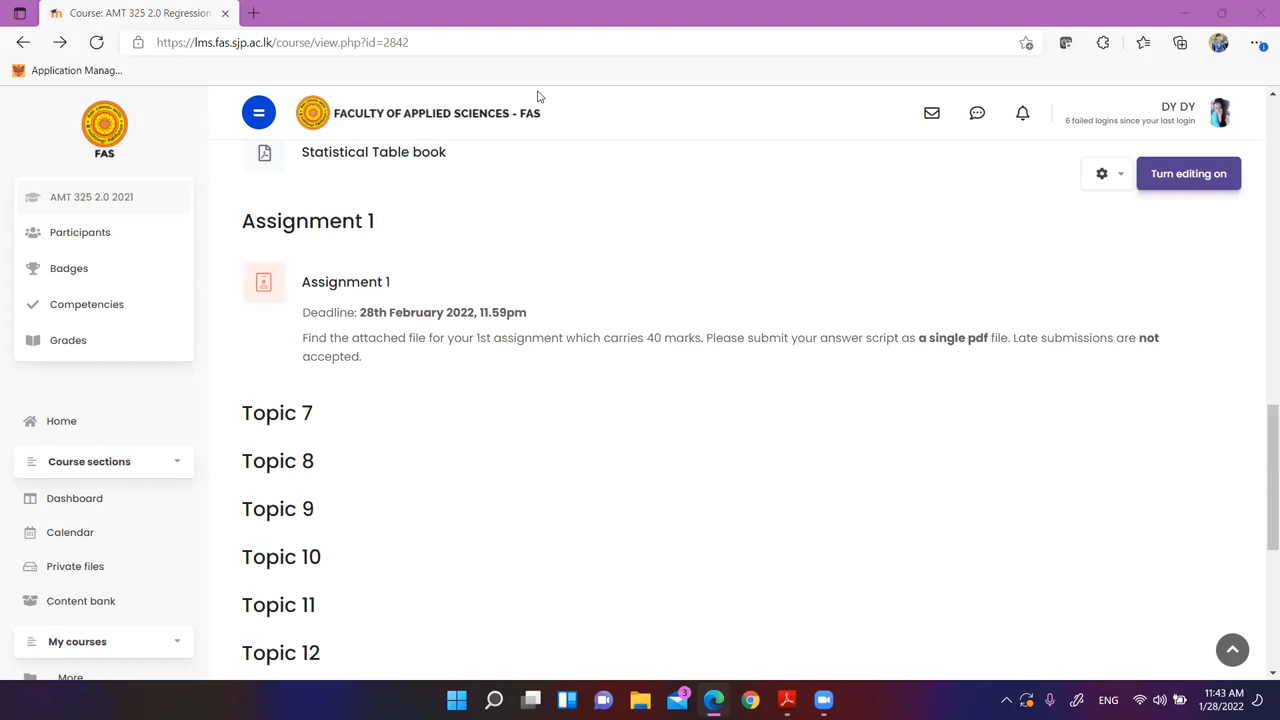 Course: AMT 325 2.0 Regression
https://lms.fas.sjp.ac.lk/course/view.php?id=2842
Application Manag...
FAS
FACULTY OF APPLIED SCIENCES - FAS
DY DY
6 failed logins since your last login
AMT 325 2.0 2021
Participants
Badges
Competencies
Grades
Home
Course sections
Dashboard
Calendar
Private files
Content bank
My courses
More
Statistical Table book
Turn editing on
Assignment 1
Assignment 1
Deadline: 28th February 2022, 11.59pm
Find the attached file for your 1st assignment which carries 40 marks. Please submit your answer script as a single pdf file. Late submissions are not
accepted.
Topic 7
Topic 8
Topic 9
Topic 10
Topic 11
Topic 12
3
ENG
11:43 AM
1/28/2022